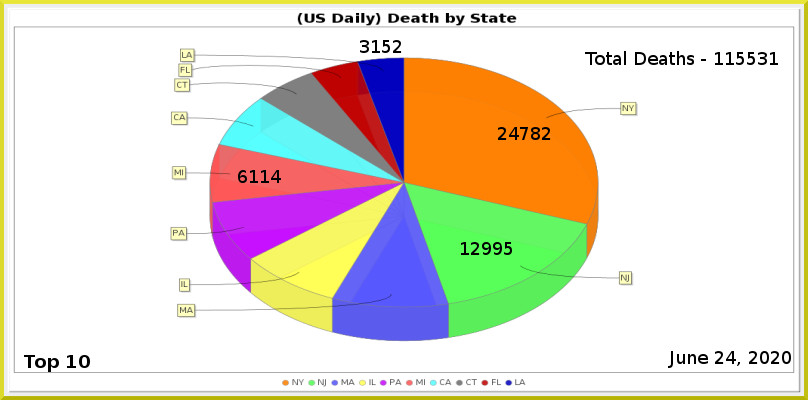 (US Daily) Death by State
3152
Total Deaths - 115531
LA
FL
CT
CA
MI
PA
IL
MA
NY
NJ
24782
6114
12995
Top 10
June 24, 2020
NY NJ MA IL PA MI CA CT FL LA